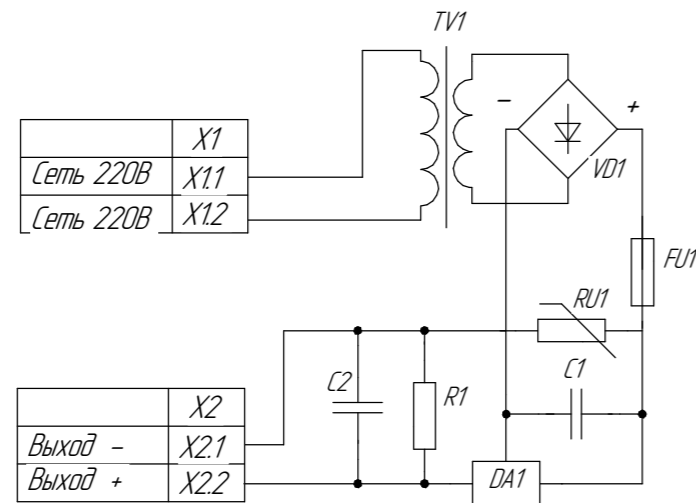 TV1
- +
VD1
X1
Сеть 220В X1.1
Сеть 220В X1.2
FU1
RU1
C2
R1
C1
X2
Выход - X2.1
Выход + X2.2
DA1